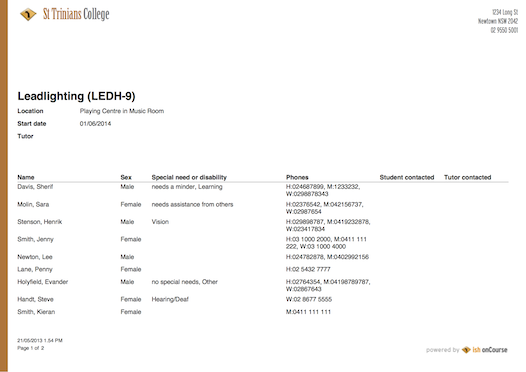 St Trinians College
1234 Long St
Newtown NSW 2042
02 9550 5001
Leadlighting (LEDH-9)
Location Playing Centre in Music Room
Start date 01/06/2014
Tutor
Name Sex Special need or disability Phones Student contacted Tutor contacted
Davis, Sherif Male needs a minder, Learning H:024687899, M:1233232,
W:0298878343
Molin, Sara Female needs assistance from others H:02376542, M:042156737,
W:02987654
Stenson, Henrik Male Vision H:029898787, M:0419232878,
W:023417834
Smith, Jenny Female H:03 1000 2000, M:0411 111
222, W:03 1000 4000
Newton, Lee Male H:024782878, M:0402992156
Lane, Penny Female H:02 5432 7777
Holyfield, Evander Male no special needs, Other H:02764354, M:04198789787,
W:02867643
Handt, Steve Female Hearing/Deaf W:02 8677 5555
Smith, Kieran Female M:0411 111 111
21/05/2013 1.54 PM
Page 1 of 2
powered by ish onCourse